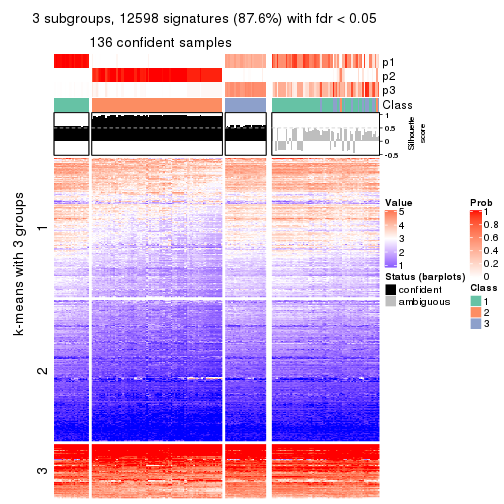 3 subgroups, 12598 signatures (87.6%) with fdr < 0.05
136 confident samples
p1
p2
p3
Class
1
0.5
0
-0.5
Silhouette
score
k-means with 3 groups
1
2
3
Value
5
4
3
2
1
Status (barplots)
confident
ambiguous
Prob
1
0.8
0.6
0.4
0.2
0
Class
1
2
3